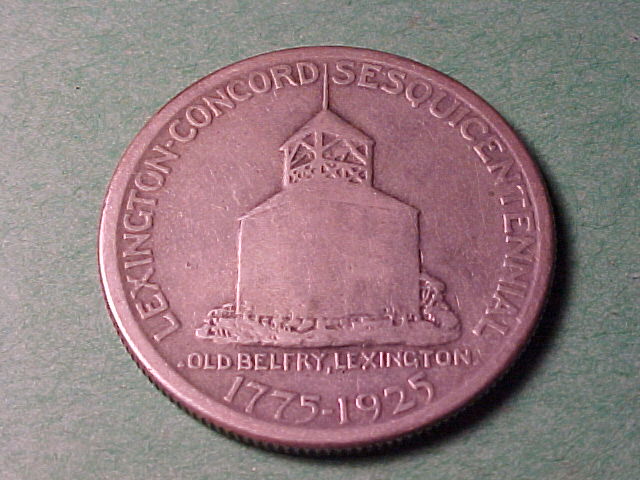 LEXINGTON-CONCORD SESQUICENTENNIAL
·OLD BELFRY, LEXINGTON·
1775-1925